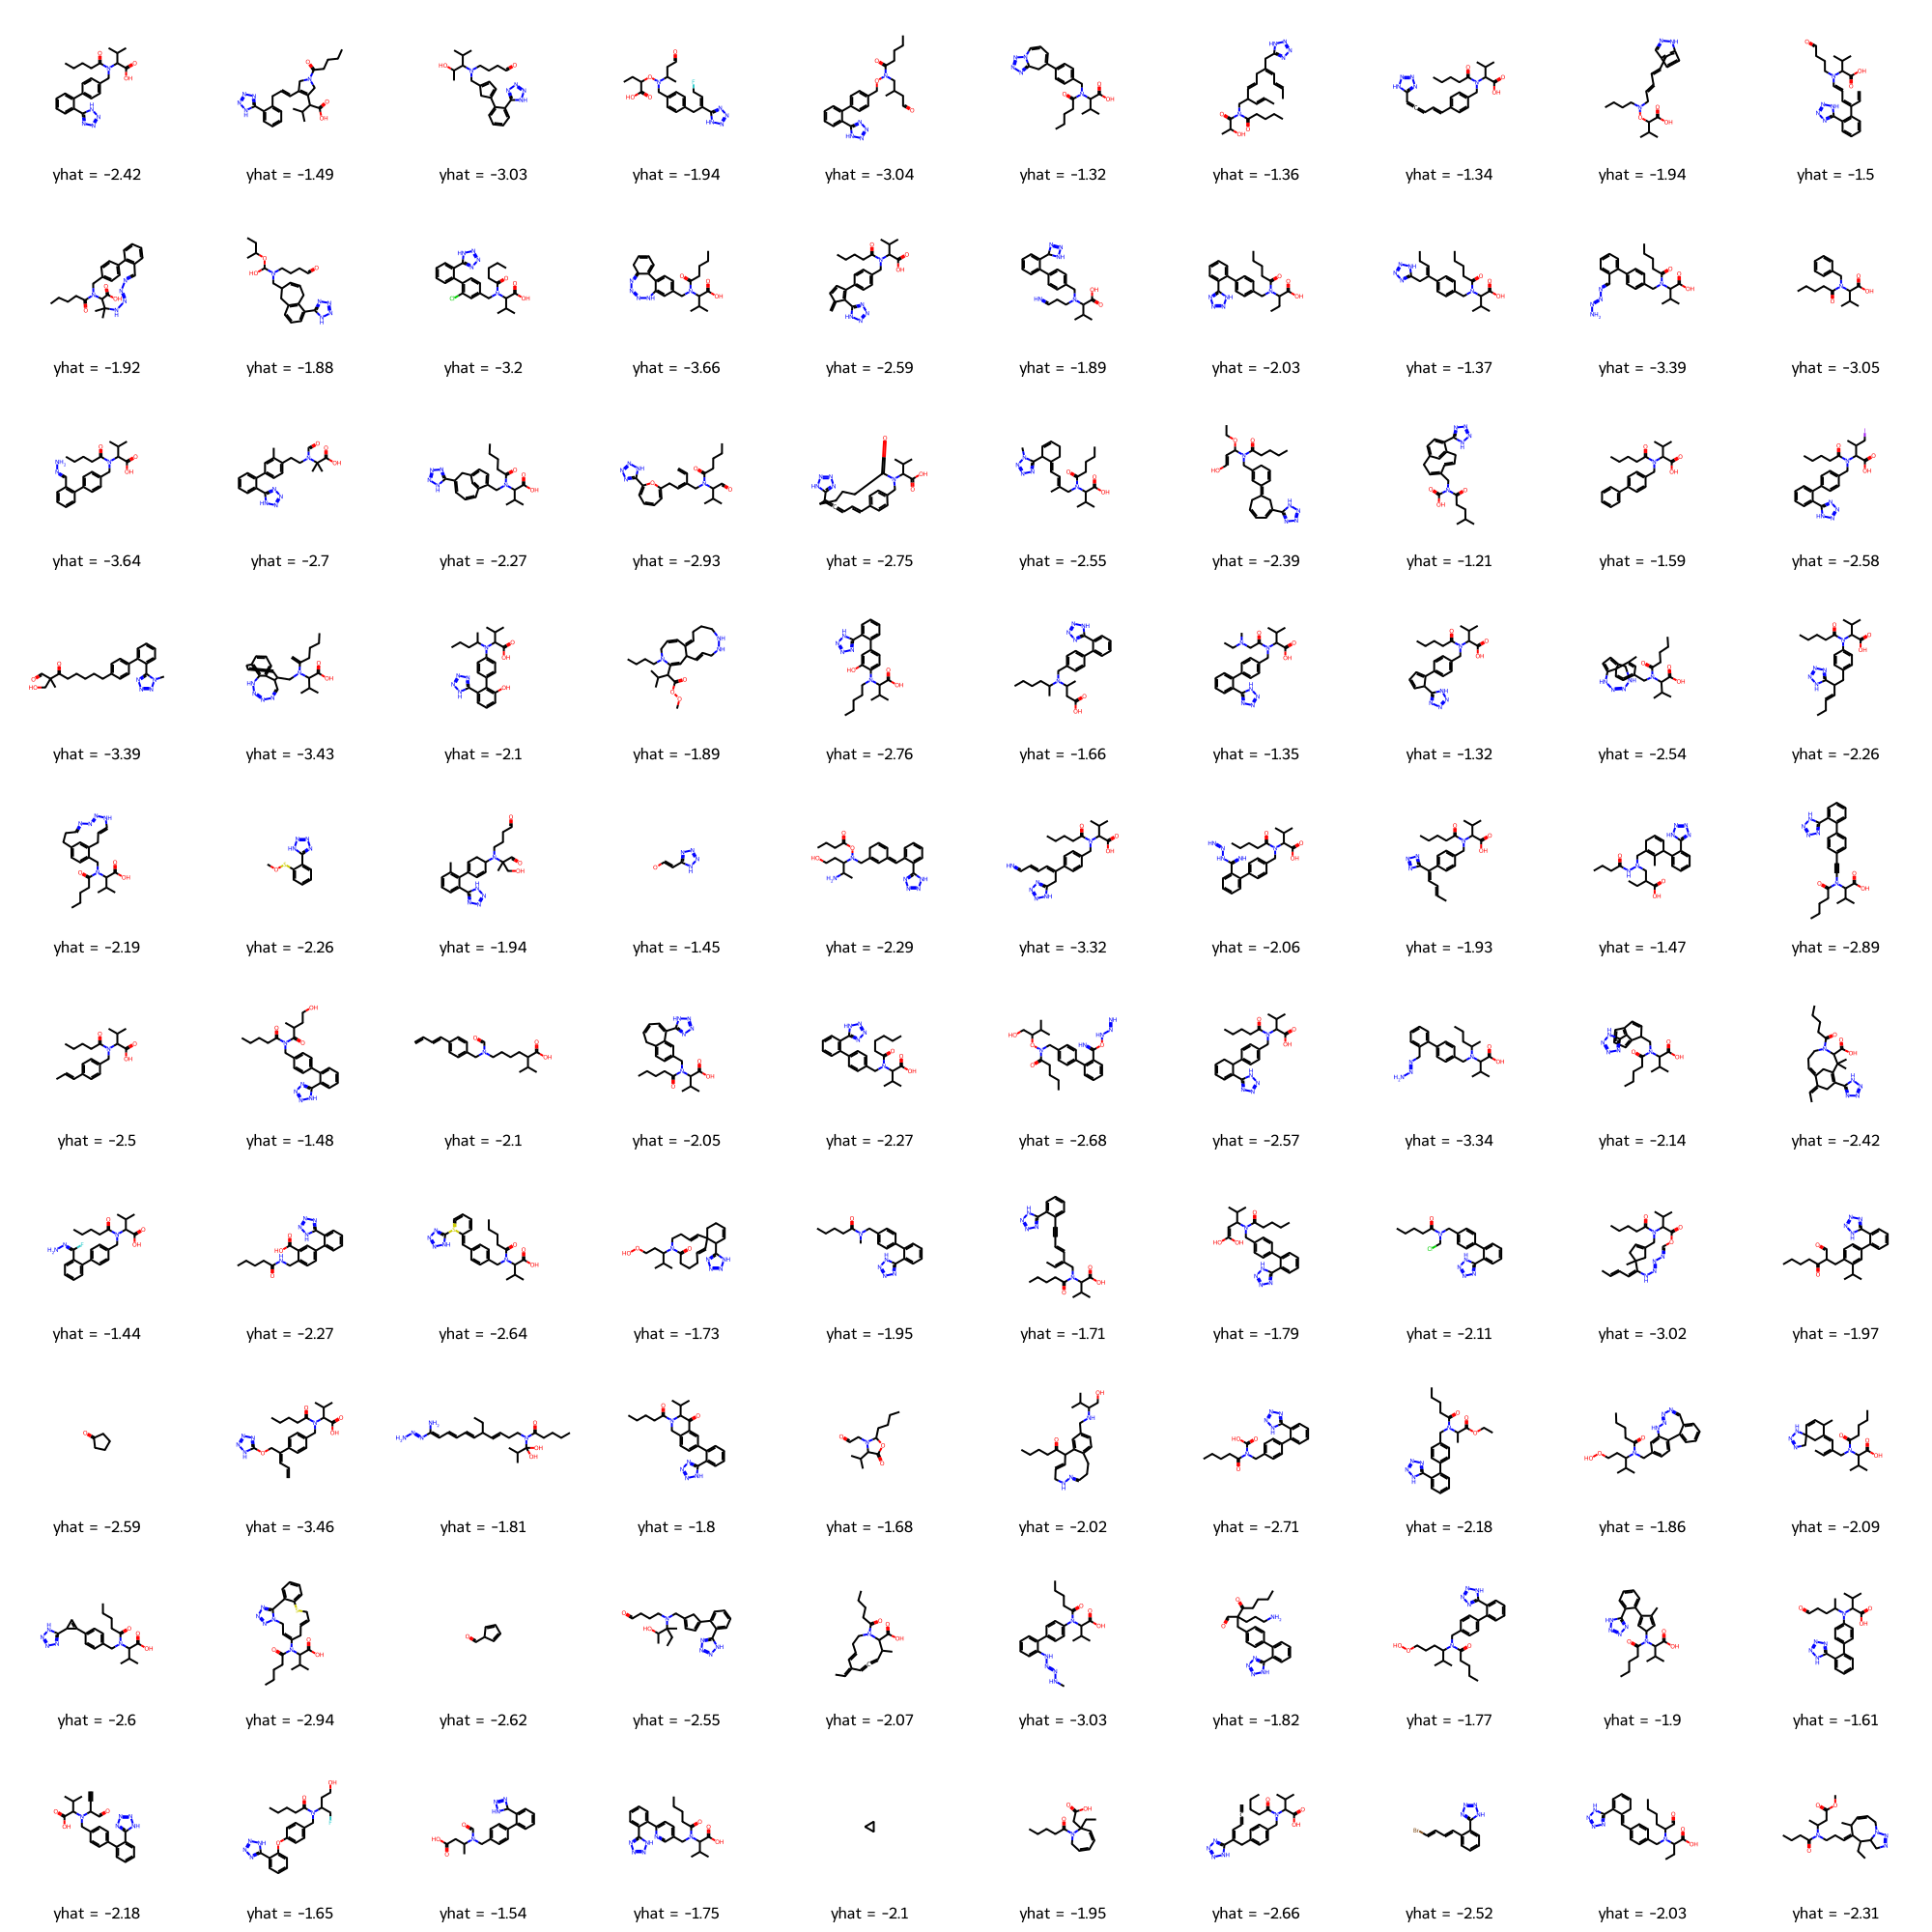 yhat = -2.42 yhat = -1.49 yhat = -3.03 yhat = -1.94 yhat = -3.04 yhat = -1.32 yhat = -1.36 yhat = -1.34 yhat = -1.94 yhat = -1.5
yhat = -1.92 yhat = -1.88 yhat = -3.2 yhat = -3.66 yhat = -2.59 yhat = -1.89 yhat = -2.03 yhat = -1.37 yhat = -3.39 yhat = -3.05
yhat = -3.64 yhat = -2.7 yhat = -2.27 yhat = -2.93 yhat = -2.75 yhat = -2.55 yhat = -2.39 yhat = -1.21 yhat = -1.59 yhat = -2.58
yhat = -3.39 yhat = -3.43 yhat = -2.1 yhat = -1.89 yhat = -2.76 yhat = -1.66 yhat = -1.35 yhat = -1.32 yhat = -2.54 yhat = -2.26
yhat = -2.19 yhat = -2.26 yhat = -1.94 yhat = -1.45 yhat = -2.29 yhat = -3.32 yhat = -2.06 yhat = -1.93 yhat = -1.47 yhat = -2.89
yhat = -2.5 yhat = -1.48 yhat = -2.1 yhat = -2.05 yhat = -2.27 yhat = -2.68 yhat = -2.57 yhat = -3.34 yhat = -2.14 yhat = -2.42
yhat = -1.44 yhat = -2.27 yhat = -2.64 yhat = -1.73 yhat = -1.95 yhat = -1.71 yhat = -1.79 yhat = -2.11 yhat = -3.02 yhat = -1.97
yhat = -2.59 yhat = -3.46 yhat = -1.81 yhat = -1.8 yhat = -1.68 yhat = -2.02 yhat = -2.71 yhat = -2.18 yhat = -1.86 yhat = -2.09
yhat = -2.6 yhat = -2.94 yhat = -2.62 yhat = -2.55 yhat = -2.07 yhat = -3.03 yhat = -1.82 yhat = -1.77 yhat = -1.9 yhat = -1.61
yhat = -2.18 yhat = -1.65 yhat = -1.54 yhat = -1.75 yhat = -2.1 yhat = -1.95 yhat = -2.66 yhat = -2.52 yhat = -2.03 yhat = -2.31